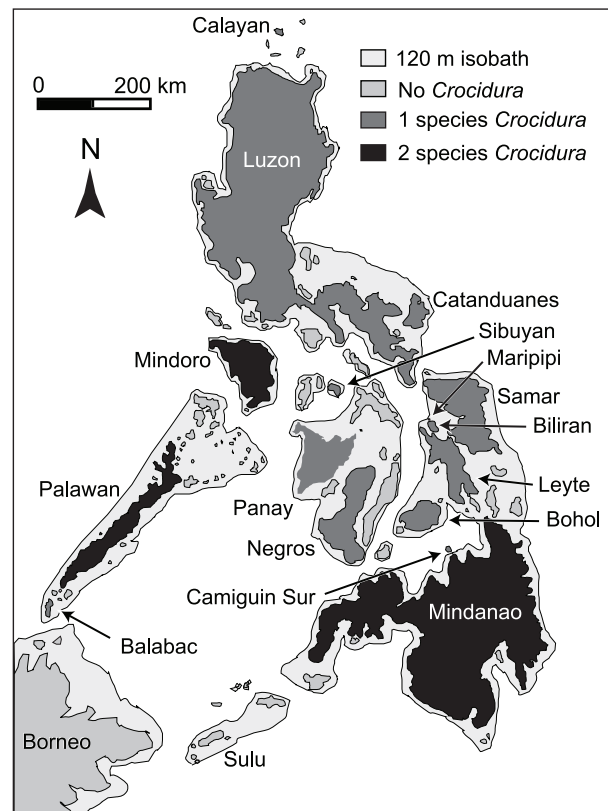 Calayan
0 200 km
120 m isobath
No Crocidura
1 species Crocidura
2 species Crocidura
N
Luzon
Catanduanes
Sibuyan
Maripipi
Mindoro
Samar
Biliran
Palawan
Leyte
Panay
Bohol
Negros
Camiguin Sur
Mindanao
Balabac
Borneo
Sulu